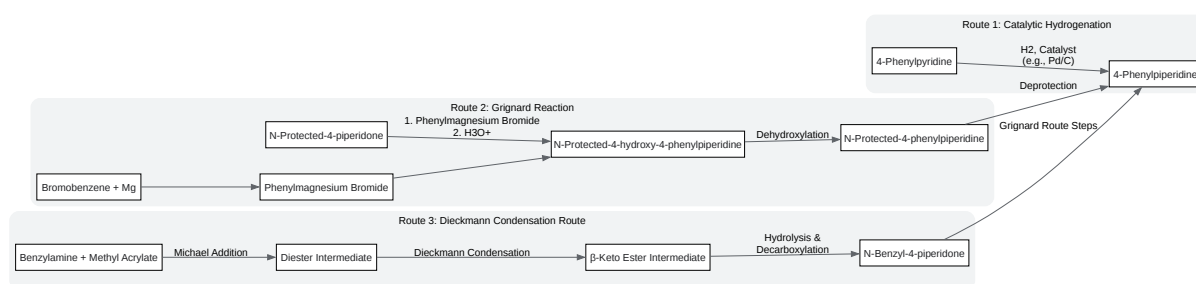 Route 1: Catalytic Hydrogenation
4-Phenylpyridine
H2, Catalyst
(e.g., Pd/C)
4-Phenylpiperidine
Deprotection
Route 2: Grignard Reaction
N-Protected-4-piperidone
1. Phenylmagnesium Bromide
2. H3O+
N-Protected-4-hydroxy-4-phenylpiperidine
Dehydroxylation
N-Protected-4-phenylpiperidine
Grignard Route Steps
Bromobenzene + Mg
Phenylmagnesium Bromide
Route 3: Dieckmann Condensation Route
Benzylamine + Methyl Acrylate
Michael Addition
Diester Intermediate
Dieckmann Condensation
β-Keto Ester Intermediate
Hydrolysis &
Decarboxylation
N-Benzyl-4-piperidone